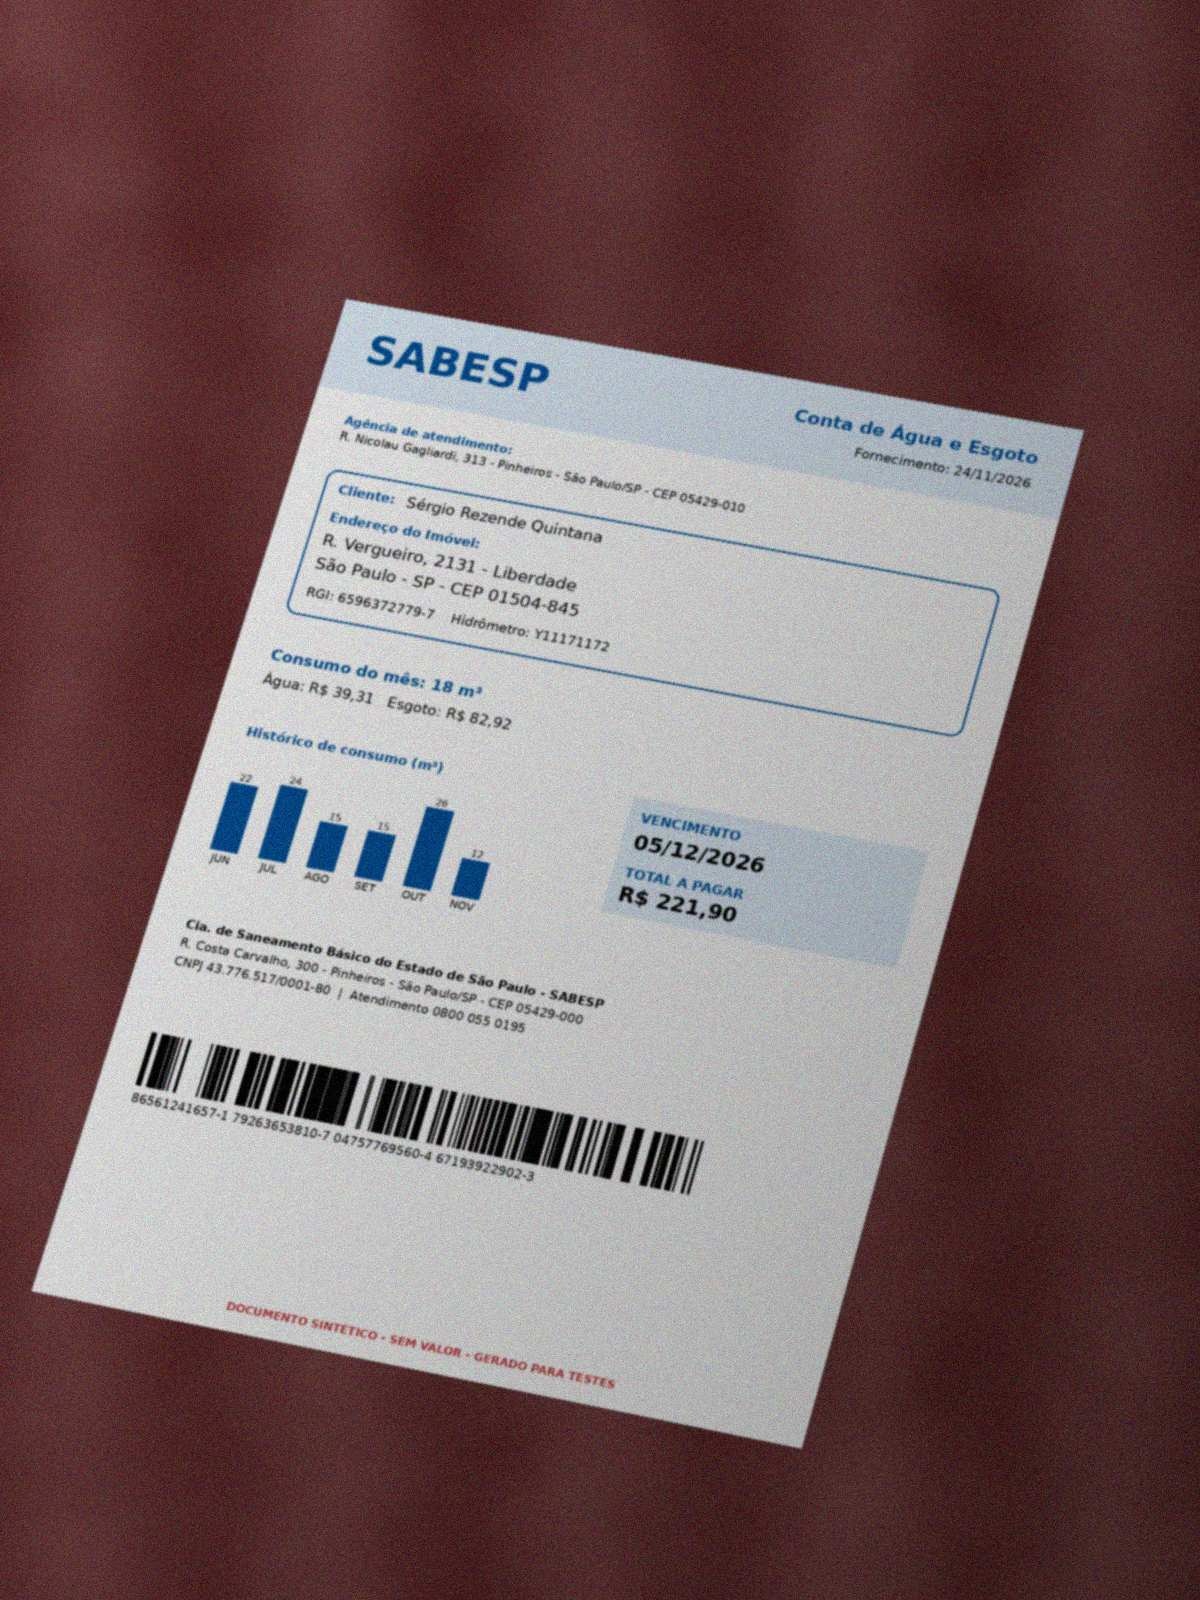 SABESP
Conta de Água e Esgoto
Fornecimento: 24/11/2026
Agência de atendimento:
R. Nicolau Gagliardi, 313 - Pinheiros - São Paulo/SP - CEP 05429-010
Cliente: Sérgio Rezende Quintana
Endereço do Imóvel:
R. Vergueiro, 2131 - Liberdade
São Paulo - SP - CEP 01504-845
RGI: 6596372779-7 Hidrômetro: Y11171172
Consumo do mês: 18 m³
Água: R$ 39,31 Esgoto: R$ 82,92
Histórico de consumo (m³)
22 24 15 15 26 12
JUN JUL AGO SET OUT NOV
VENCIMENTO
05/12/2026
TOTAL A PAGAR
R$ 221,90
Cia. de Saneamento Básico do Estado de São Paulo - SABESP
R. Costa Carvalho, 300 - Pinheiros - São Paulo/SP - CEP 05429-000
CNPJ 43.776.517/0001-80 | Atendimento 0800 055 0195
86561241657-1 79263653810-7 04757769560-4 67193922902-3
DOCUMENTO SINTÉTICO - SEM VALOR - GERADO PARA TESTES